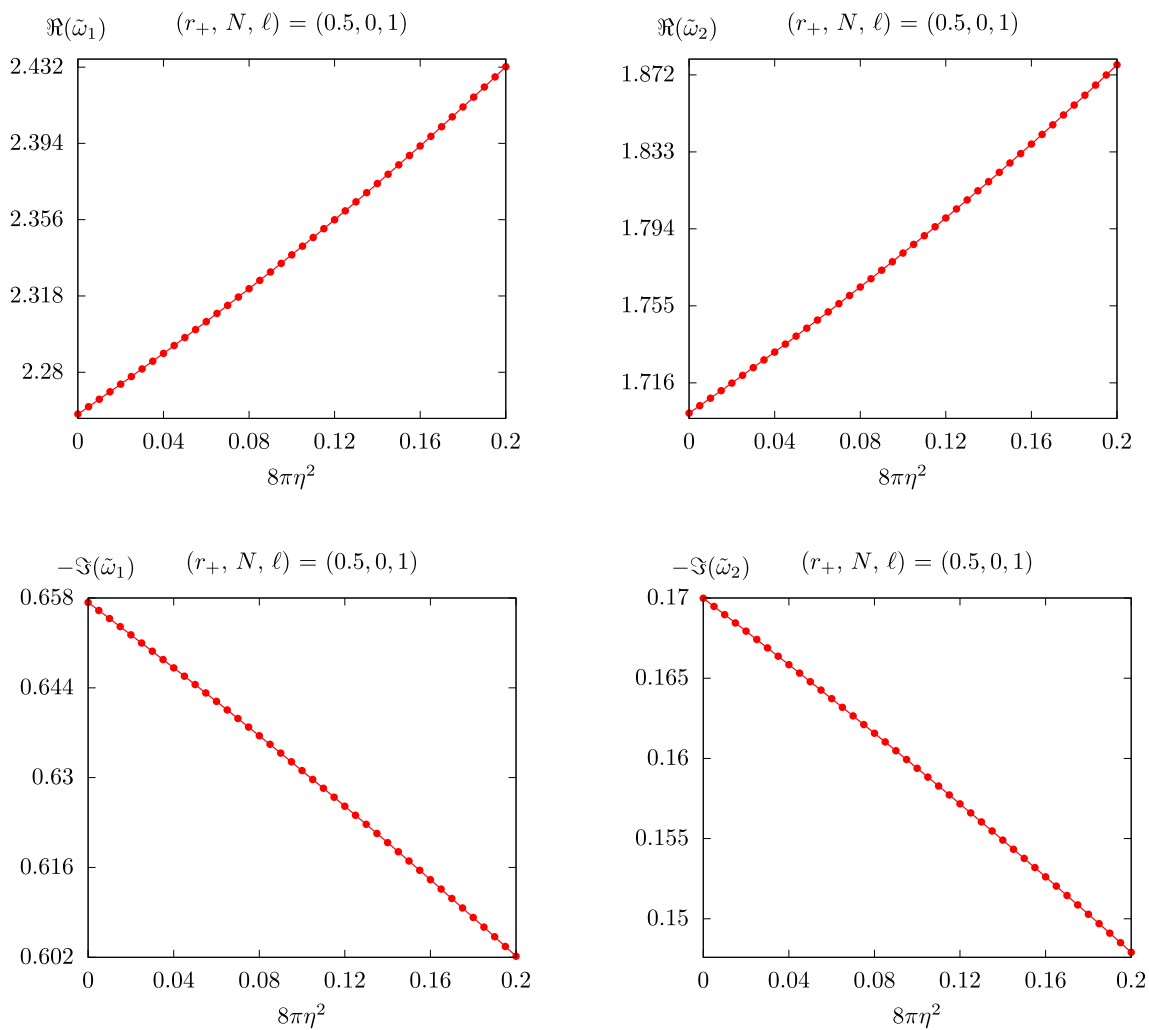 ℜ(ω̃₁) (r₊, N, ℓ) = (0.5, 0, 1)
2.432
2.394
2.356
2.318
2.28
0 0.04 0.08 0.12 0.16 0.2
8πη²
ℜ(ω̃₂) (r₊, N, ℓ) = (0.5, 0, 1)
1.872
1.833
1.794
1.755
1.716
0 0.04 0.08 0.12 0.16 0.2
8πη²
−ℑ(ω̃₁) (r₊, N, ℓ) = (0.5, 0, 1)
0.658
0.644
0.63
0.616
0.602
0 0.04 0.08 0.12 0.16 0.2
8πη²
−ℑ(ω̃₂) (r₊, N, ℓ) = (0.5, 0, 1)
0.17
0.165
0.16
0.155
0.15
0 0.04 0.08 0.12 0.16 0.2
8πη²